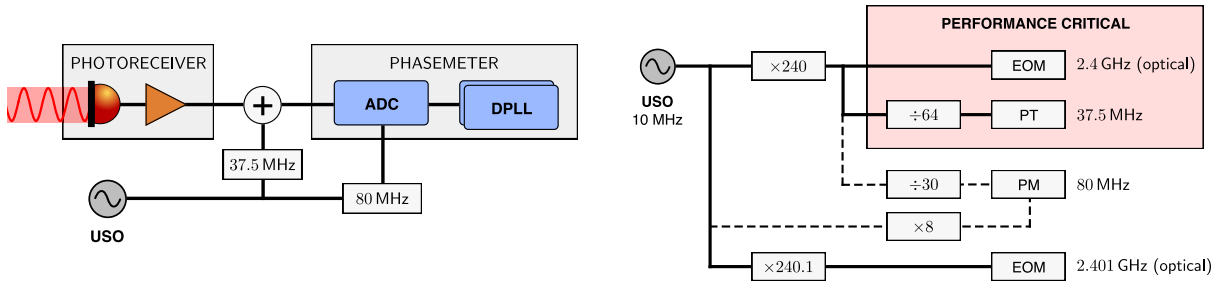 PHOTORECEIVER
PHASEMETER
ADC
DPLL
37.5 MHz
80 MHz
USO
PERFORMANCE CRITICAL
USO
10 MHz
×240
EOM
2.4 GHz (optical)
÷64
PT
37.5 MHz
÷30
PM
80 MHz
×8
×240.1
EOM
2.401 GHz (optical)